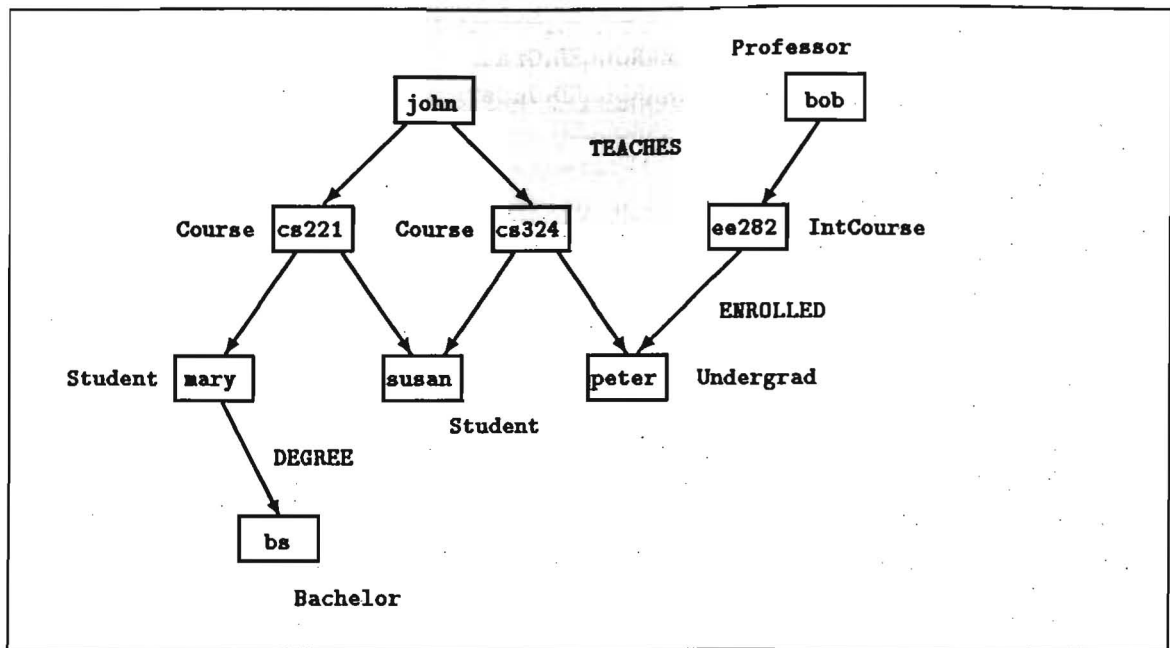 Professor
john
bob
TEACHES
Course cs221 Course cs324 ee282 IntCourse
ENROLLED
Student mary susan peter Undergrad
Student
DEGREE
bs
Bachelor